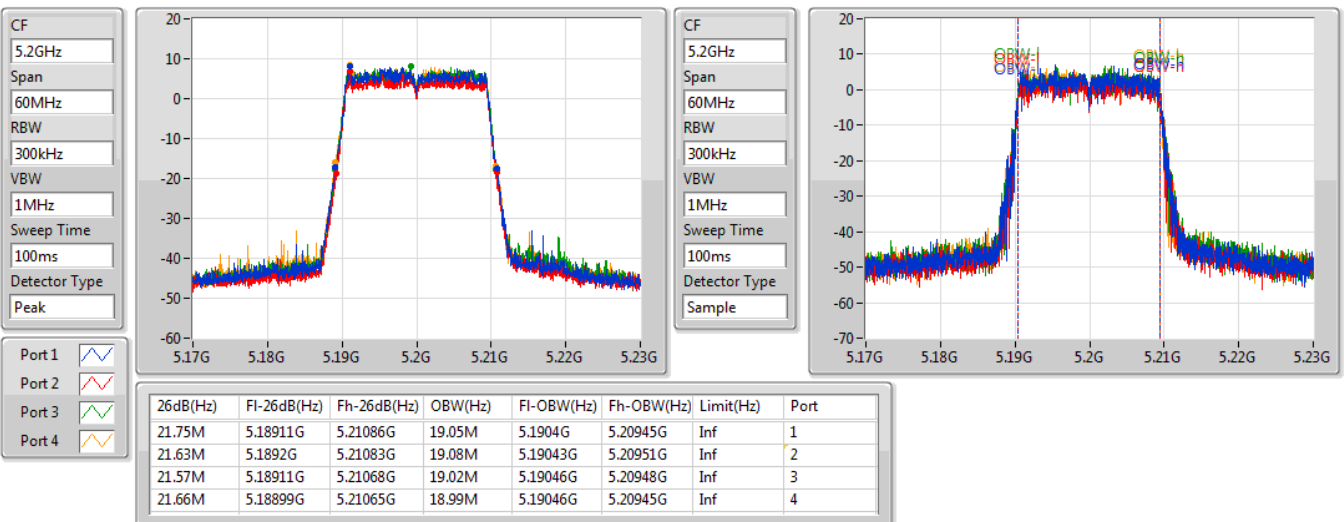 CF
5.2GHz
Span
60MHz
RBW
300kHz
VBW
1MHz
Sweep Time
100ms
Detector Type
Peak
20
10
0
-10
-20
-30
-40
-50
-60
5.17G 5.18G 5.19G 5.2G 5.21G 5.22G 5.23G
CF
5.2GHz
Span
60MHz
RBW
300kHz
VBW
1MHz
Sweep Time
100ms
Detector Type
Sample
20
10
0
-10
-20
-30
-40
-50
-60
-70
OBW-l OBW-h
5.17G 5.18G 5.19G 5.2G 5.21G 5.22G 5.23G
Port 1
Port 2
Port 3
Port 4
26dB(Hz) Fl-26dB(Hz) Fh-26dB(Hz) OBW(Hz) Fl-OBW(Hz) Fh-OBW(Hz) Limit(Hz) Port
21.75M 5.18911G 5.21086G 19.05M 5.1904G 5.20945G Inf 1
21.63M 5.1892G 5.21083G 19.08M 5.19043G 5.20951G Inf 2
21.57M 5.18911G 5.21068G 19.02M 5.19046G 5.20948G Inf 3
21.66M 5.18899G 5.21065G 18.99M 5.19046G 5.20945G Inf 4